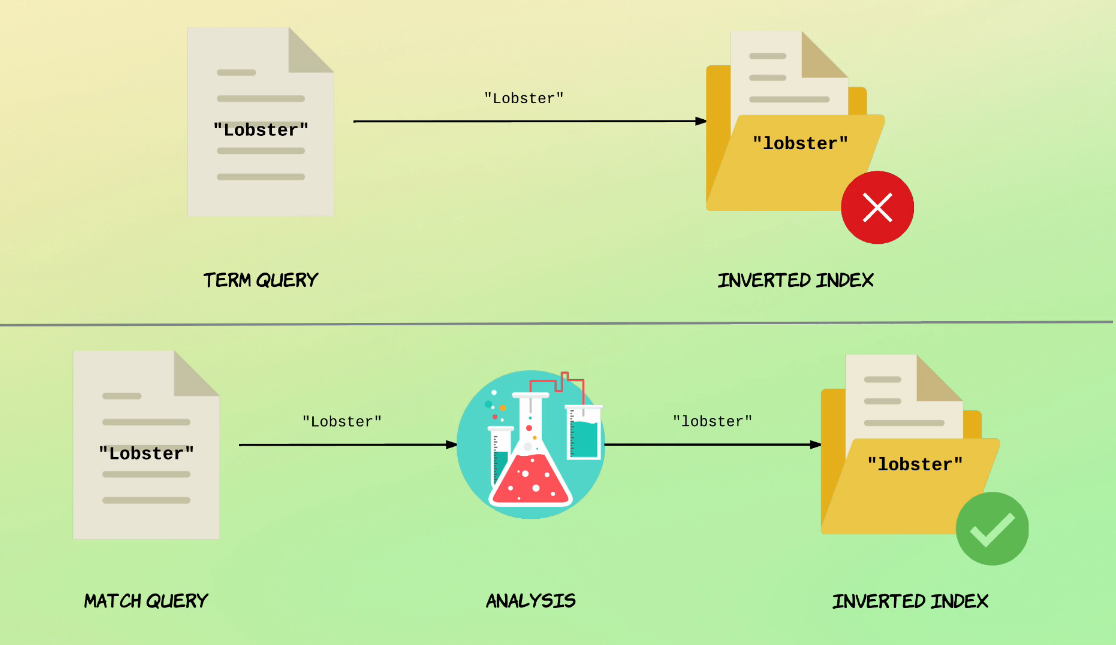 "Lobster"
"Lobster"
"lobster"
TERM QUERY
INVERTED INDEX
"Lobster"
"Lobster"
"lobster"
"lobster"
MATCH QUERY
ANALYSIS
INVERTED INDEX